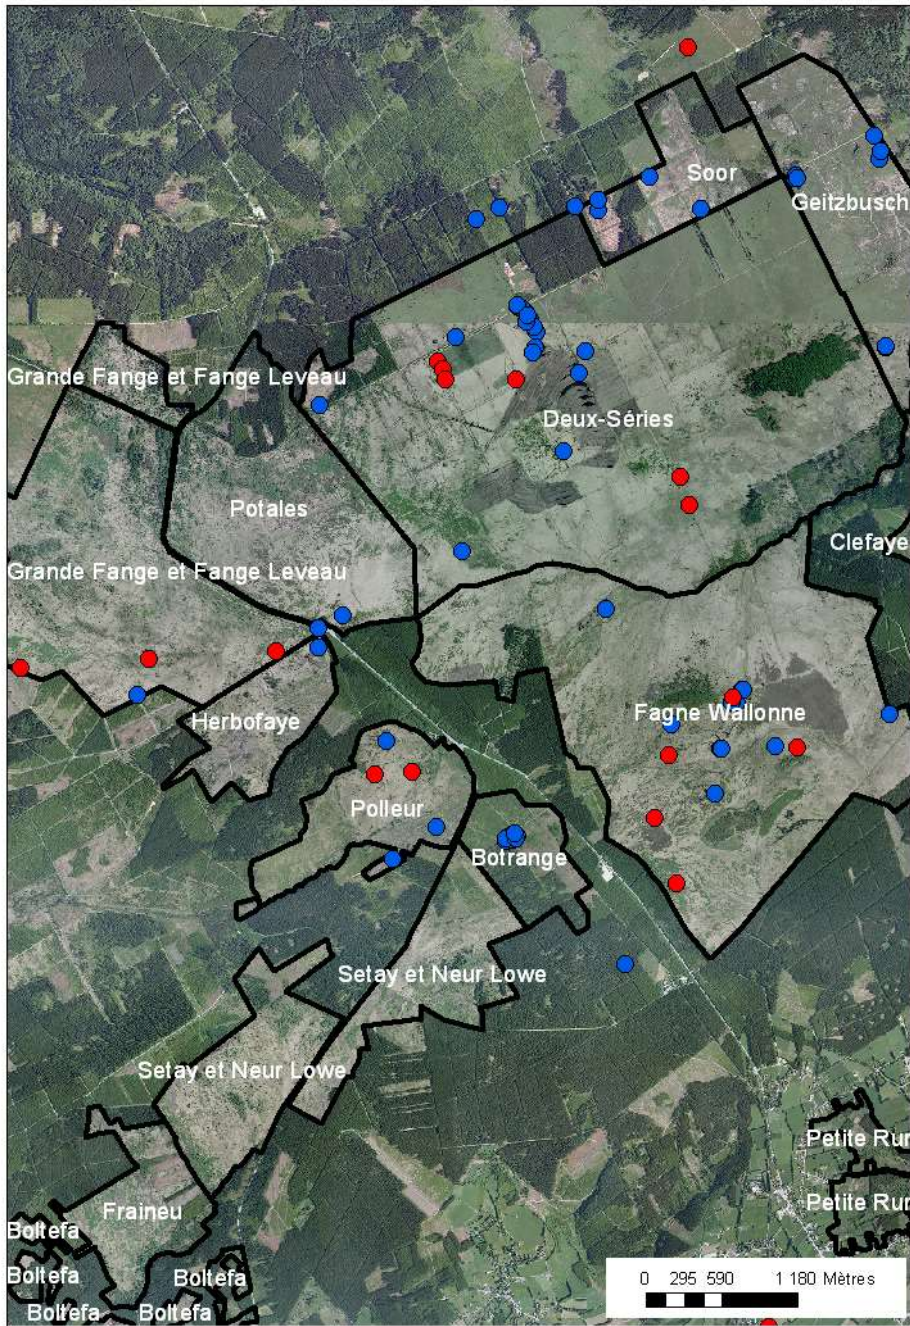 Soor
Geitzbusch
Grande Fange et Fange Leveau
Deux-Séries
Potales
Clefaye
Grande Fange et Fange Leveau
Herbofaye
Fagne Wallonne
Polleur
Botrange
Setay et Neur Lowe
Setay et Neur Lowe
Petite Rur
Petite Rur
Fraineu
Boltefa
Boltefa
Boltefa
Boltefa
Boltefa
0 295 590 1 180 Mètres